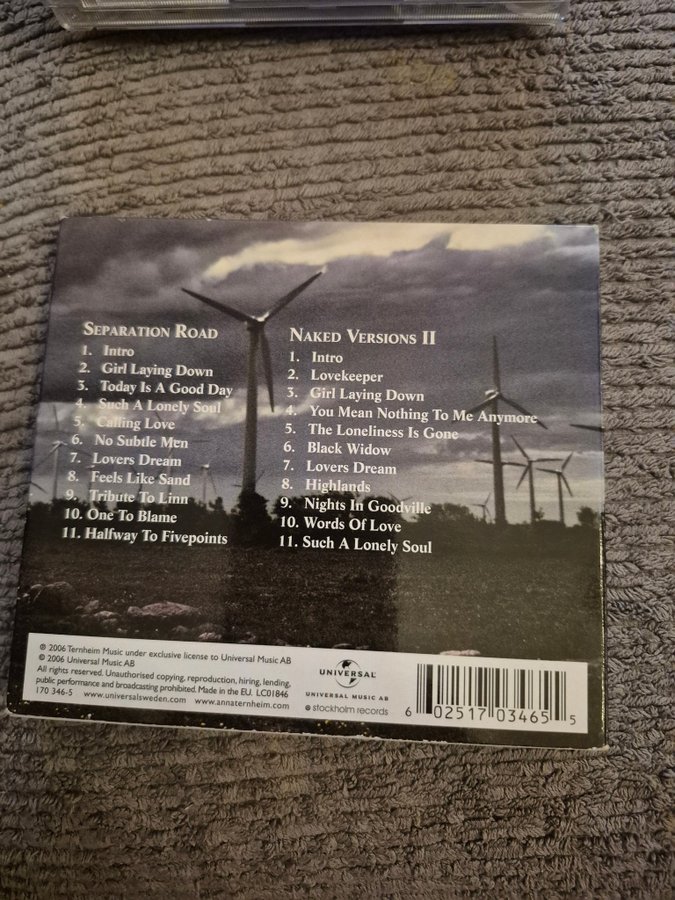 SEPARATION ROAD
1. Intro
2. Girl Laying Down
3. Today Is A Good Day
4. Such A Lonely Soul
5. Calling Love
6. No Subtle Men
7. Lovers Dream
8. Feels Like Sand
9. Tribute To Linn
10. One To Blame
11. Halfway To Fivepoints
NAKED VERSIONS II
1. Intro
2. Lovekeeper
3. Girl Laying Down
4. You Mean Nothing To Me Anymore
5. The Loneliness Is Gone
6. Black Widow
7. Lovers Dream
8. Highlands
9. Nights In Goodville
10. Words Of Love
11. Such A Lonely Soul
℗ 2006 Ternheim Music under exclusive license to Universal Music AB
© 2006 Universal Music AB
All rights reserved. Unauthorised copying, reproduction, hiring, lending,
public performance and broadcasting prohibited. Made in the EU. LC01846
170 346-5 www.universalsweden.com www.annaternheim.com
UNIVERSAL
UNIVERSAL MUSIC AB
stockholm records
6 02517 03465 5